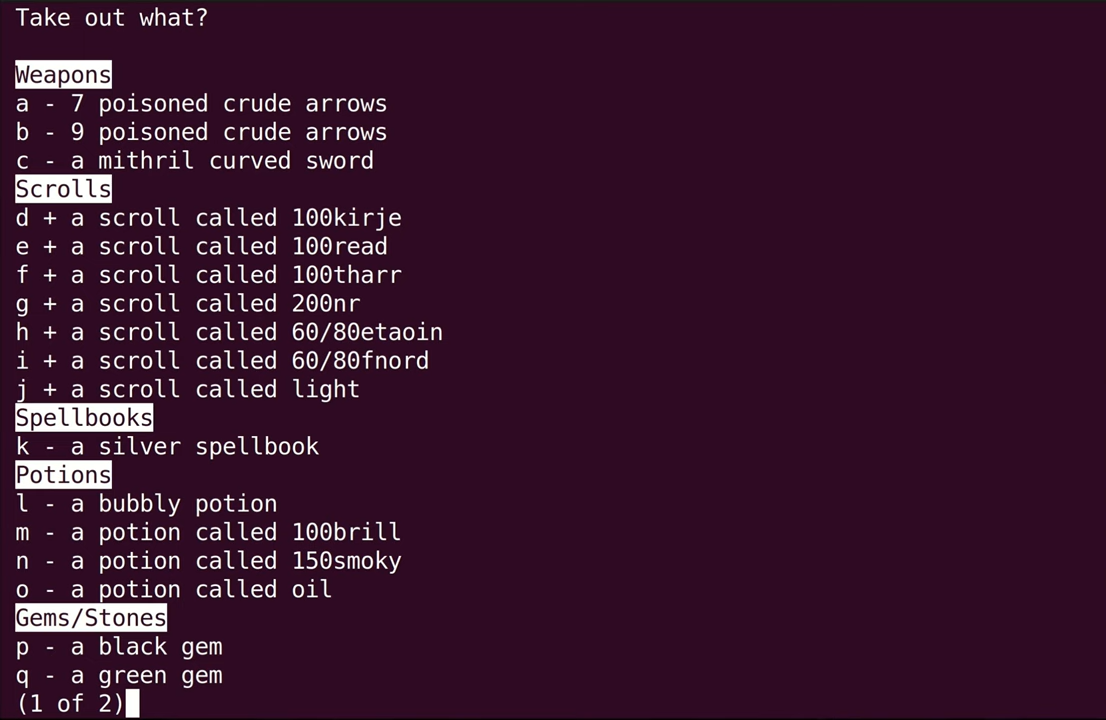 Take out what?
Weapons
a - 7 poisoned crude arrows
b - 9 poisoned crude arrows
c - a mithril curved sword
Scrolls
d + a scroll called 100kirje
e + a scroll called 100read
f + a scroll called 100tharr
g + a scroll called 200nr
h + a scroll called 60/80etaoin
i + a scroll called 60/80fnord
j + a scroll called light
Spellbooks
k - a silver spellbook
Potions
l - a bubbly potion
m - a potion called 100brill
n - a potion called 150smoky
o - a potion called oil
Gems/Stones
p - a black gem
q - a green gem
(1 of 2)